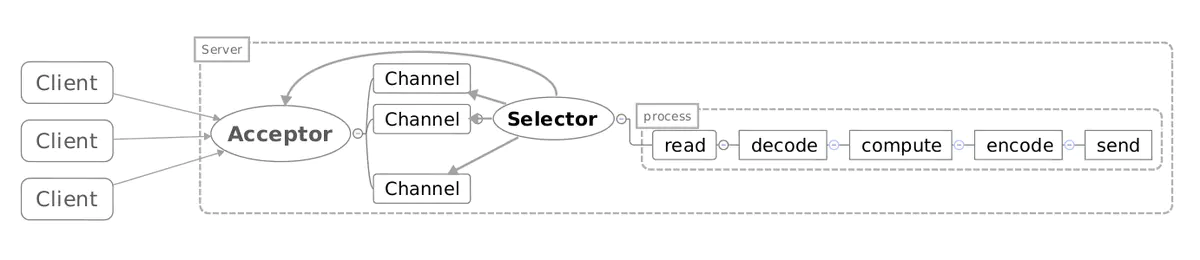 Server
Client
Client
Client
Acceptor
Channel
Channel
Channel
Selector
process
read
decode
compute
encode
send